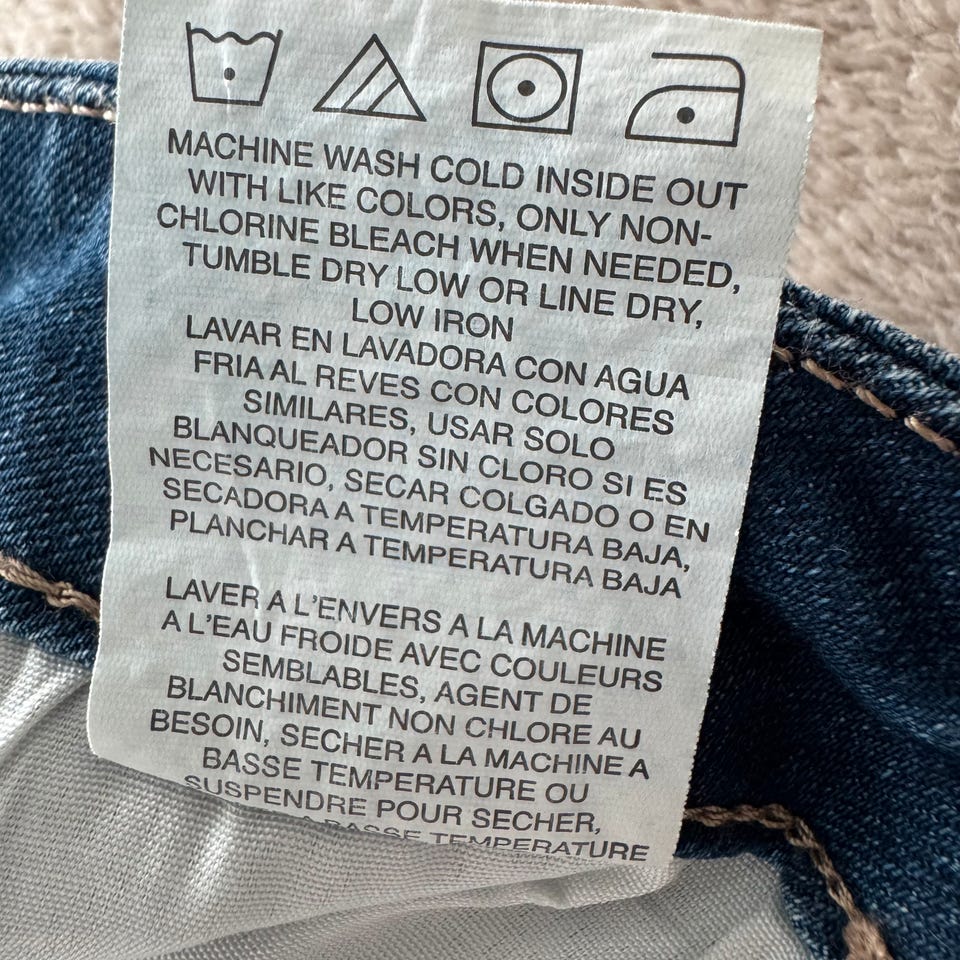 MACHINE WASH COLD INSIDE OUT
WITH LIKE COLORS, ONLY NON-
CHLORINE BLEACH WHEN NEEDED,
TUMBLE DRY LOW OR LINE DRY,
LOW IRON
LAVAR EN LAVADORA CON AGUA
FRIA AL REVES CON COLORES
SIMILARES, USAR SOLO
BLANQUEADOR SIN CLORO SI ES
NECESARIO, SECAR COLGADO O EN
SECADORA A TEMPERATURA BAJA,
PLANCHAR A TEMPERATURA BAJA
LAVER A L'ENVERS A LA MACHINE
A L'EAU FROIDE AVEC COULEURS
SEMBLABLES, AGENT DE
BLANCHIMENT NON CHLORE AU
BESOIN, SECHER A LA MACHINE A
BASSE TEMPERATURE OU
SUSPENDRE POUR SECHER,
A BASSE TEMPERATURE